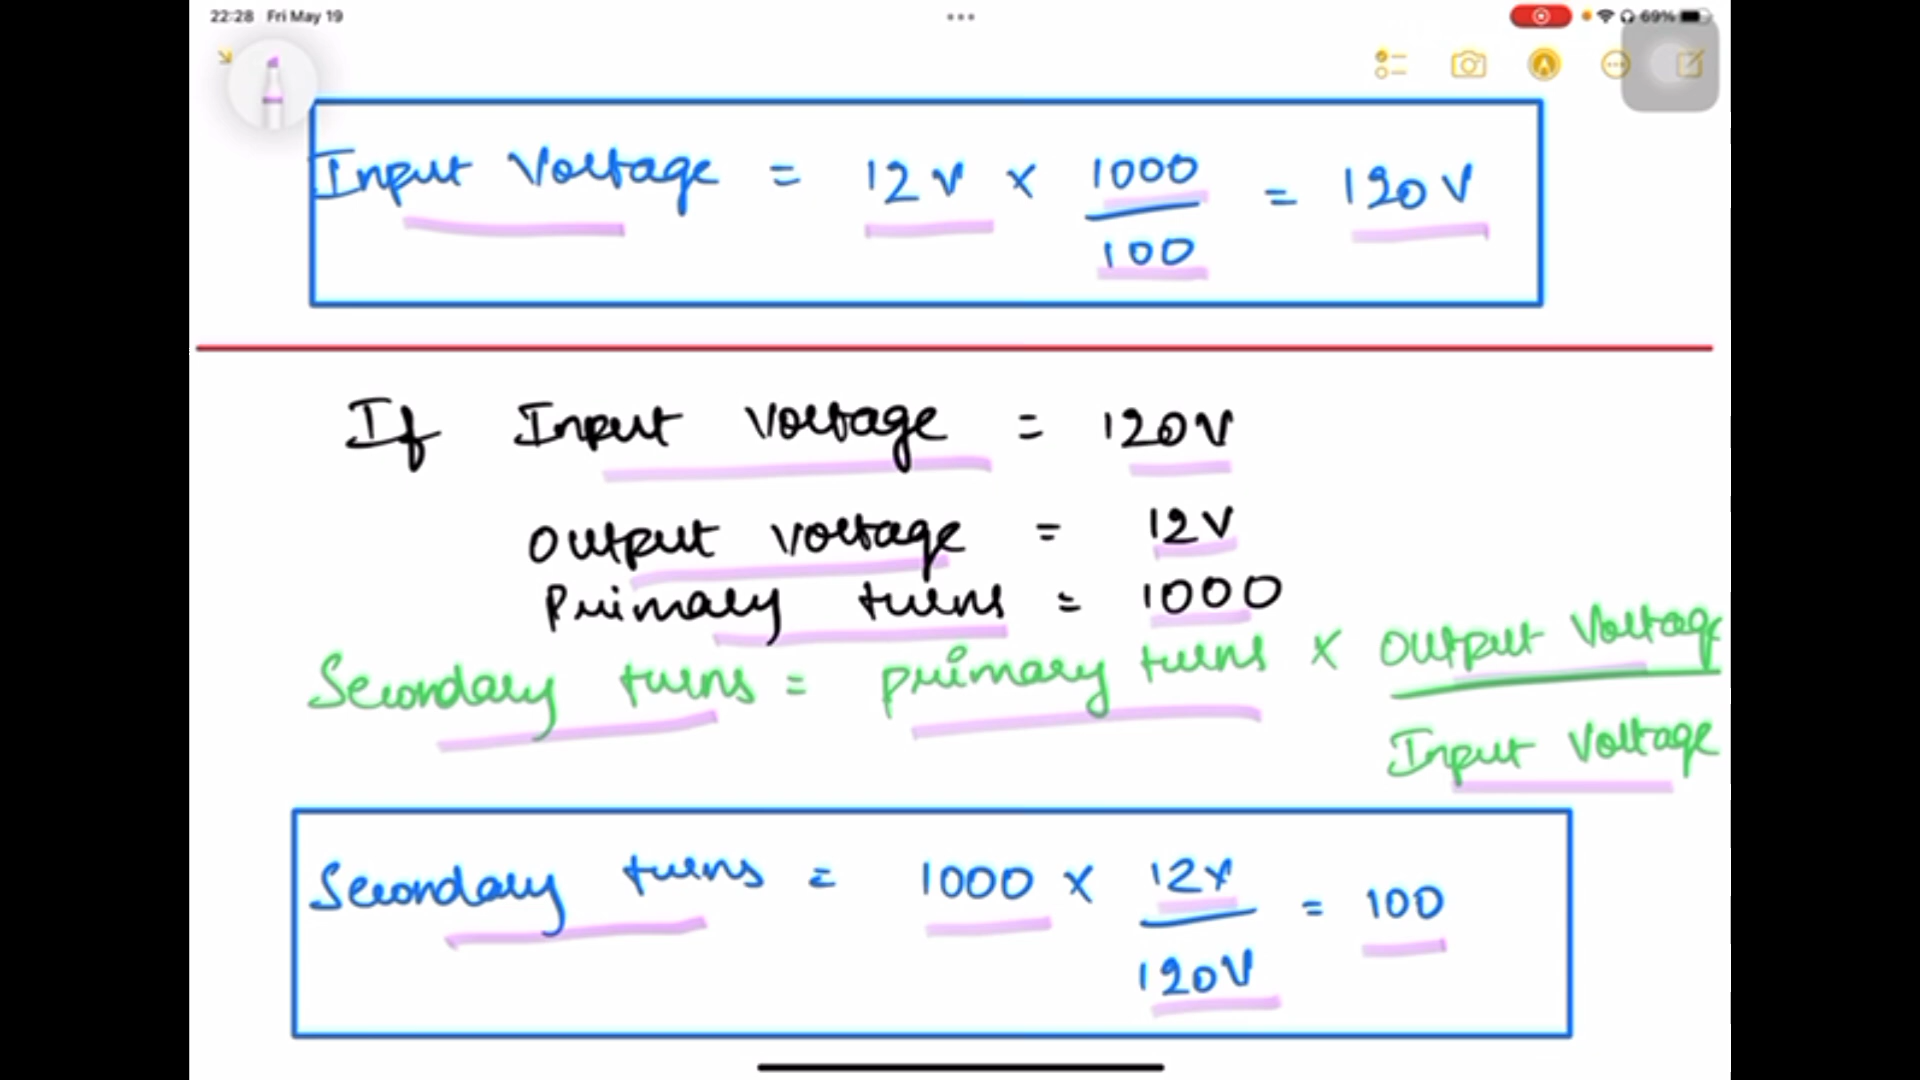 22:28 Fri May 19
69%
Input Voltage = 12V × 1000/100 = 120V
If Input Voltage = 120V
Output Voltage = 12V
Primary turns = 1000
Secondary turns = primary turns × Output Voltage/Input Voltage
Secondary turns = 1000 × 12V/120V = 100